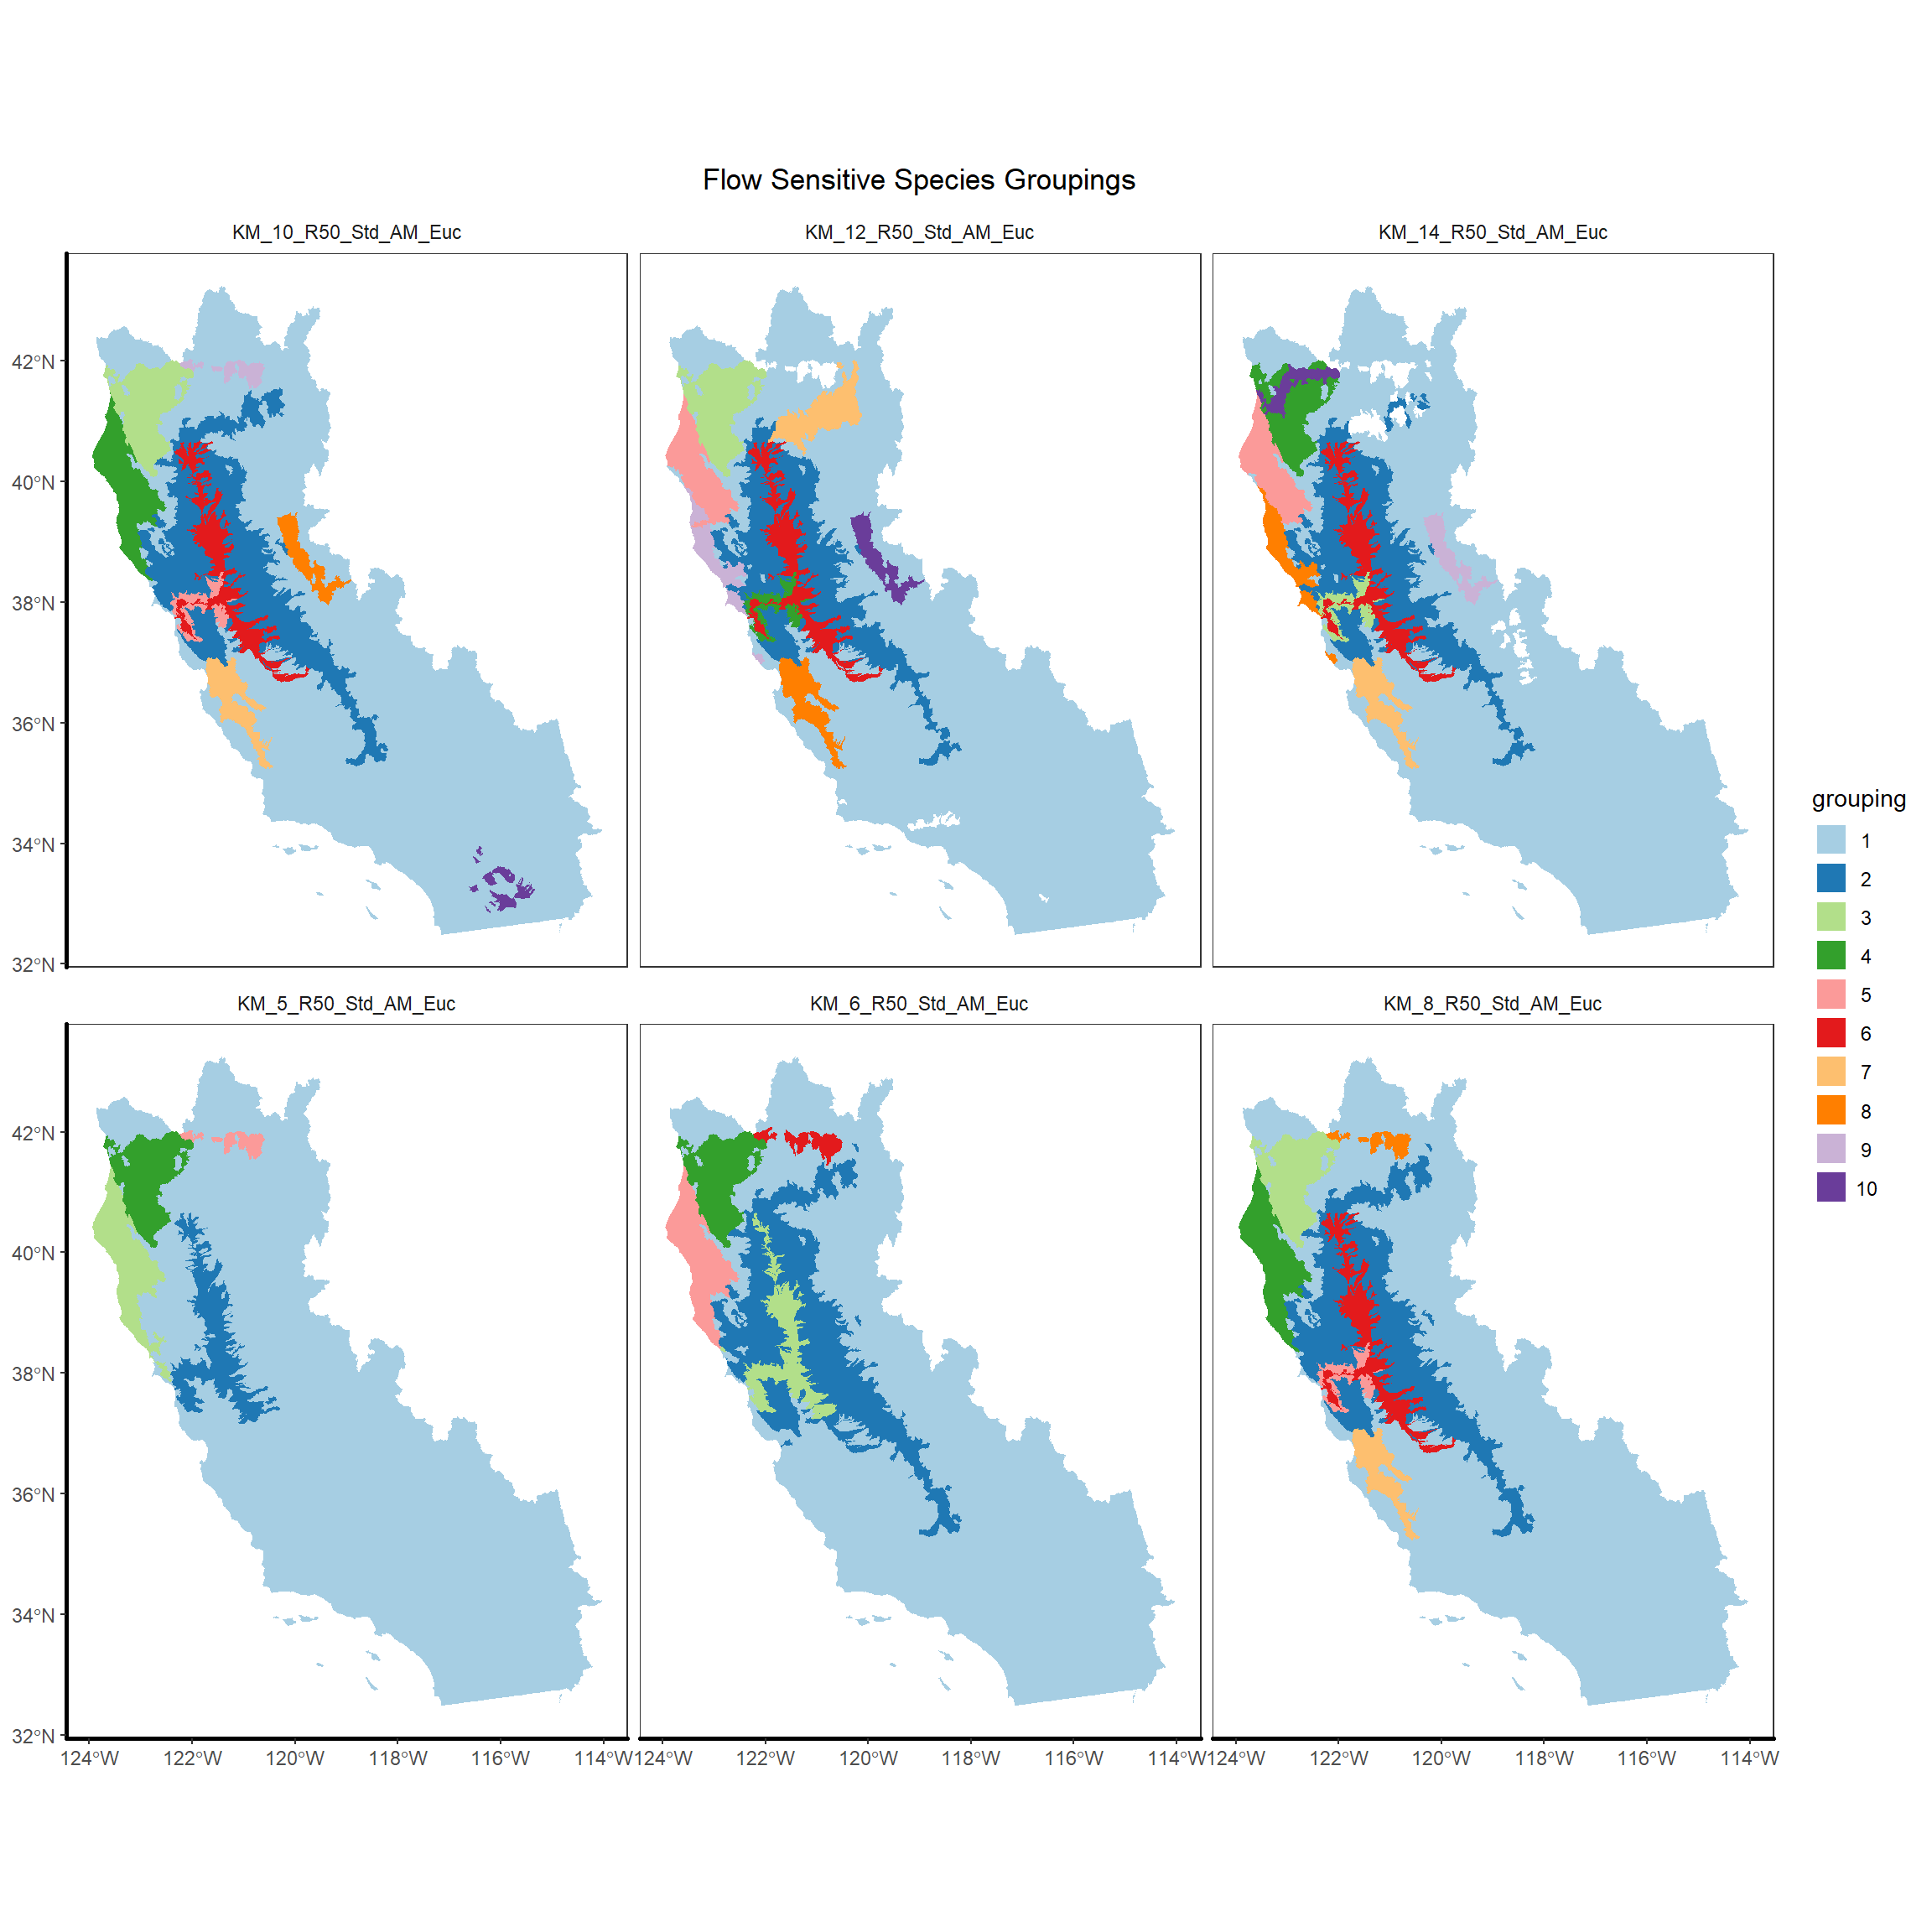 Flow Sensitive Species Groupings
KM_10_R50_Std_AM_Euc
KM_12_R50_Std_AM_Euc
KM_14_R50_Std_AM_Euc
42°N
40°N
38°N
36°N
34°N
32°N
KM_5_R50_Std_AM_Euc
KM_6_R50_Std_AM_Euc
KM_8_R50_Std_AM_Euc
42°N
40°N
38°N
36°N
34°N
32°N
124°W 122°W 120°W 118°W 116°W 114°W
124°W 122°W 120°W 118°W 116°W 114°W
124°W 122°W 120°W 118°W 116°W 114°W
grouping
1
2
3
4
5
6
7
8
9
10